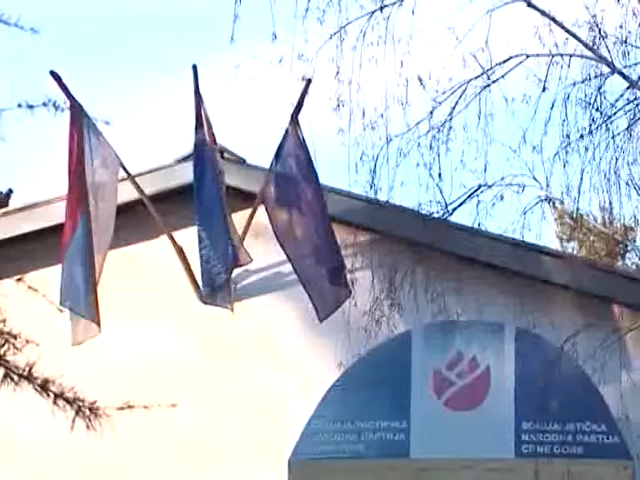 СОЦИЈАЛИСТИЧКА
НАРОДНА ПАРТИЈА
SOCIJALISTIČKA
NARODNA PARTIJA
CRNE GORE